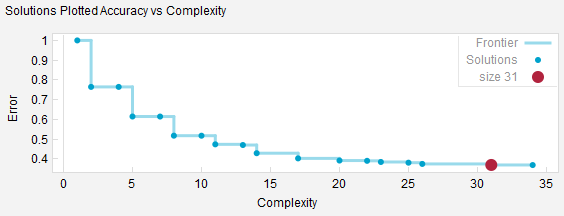 Solutions Plotted Accuracy vs Complexity
Frontier
Solutions
size 31
1
0.9
0.8
0.7
0.6
0.5
0.4
Error
0 5 10 15 20 25 30 35
Complexity